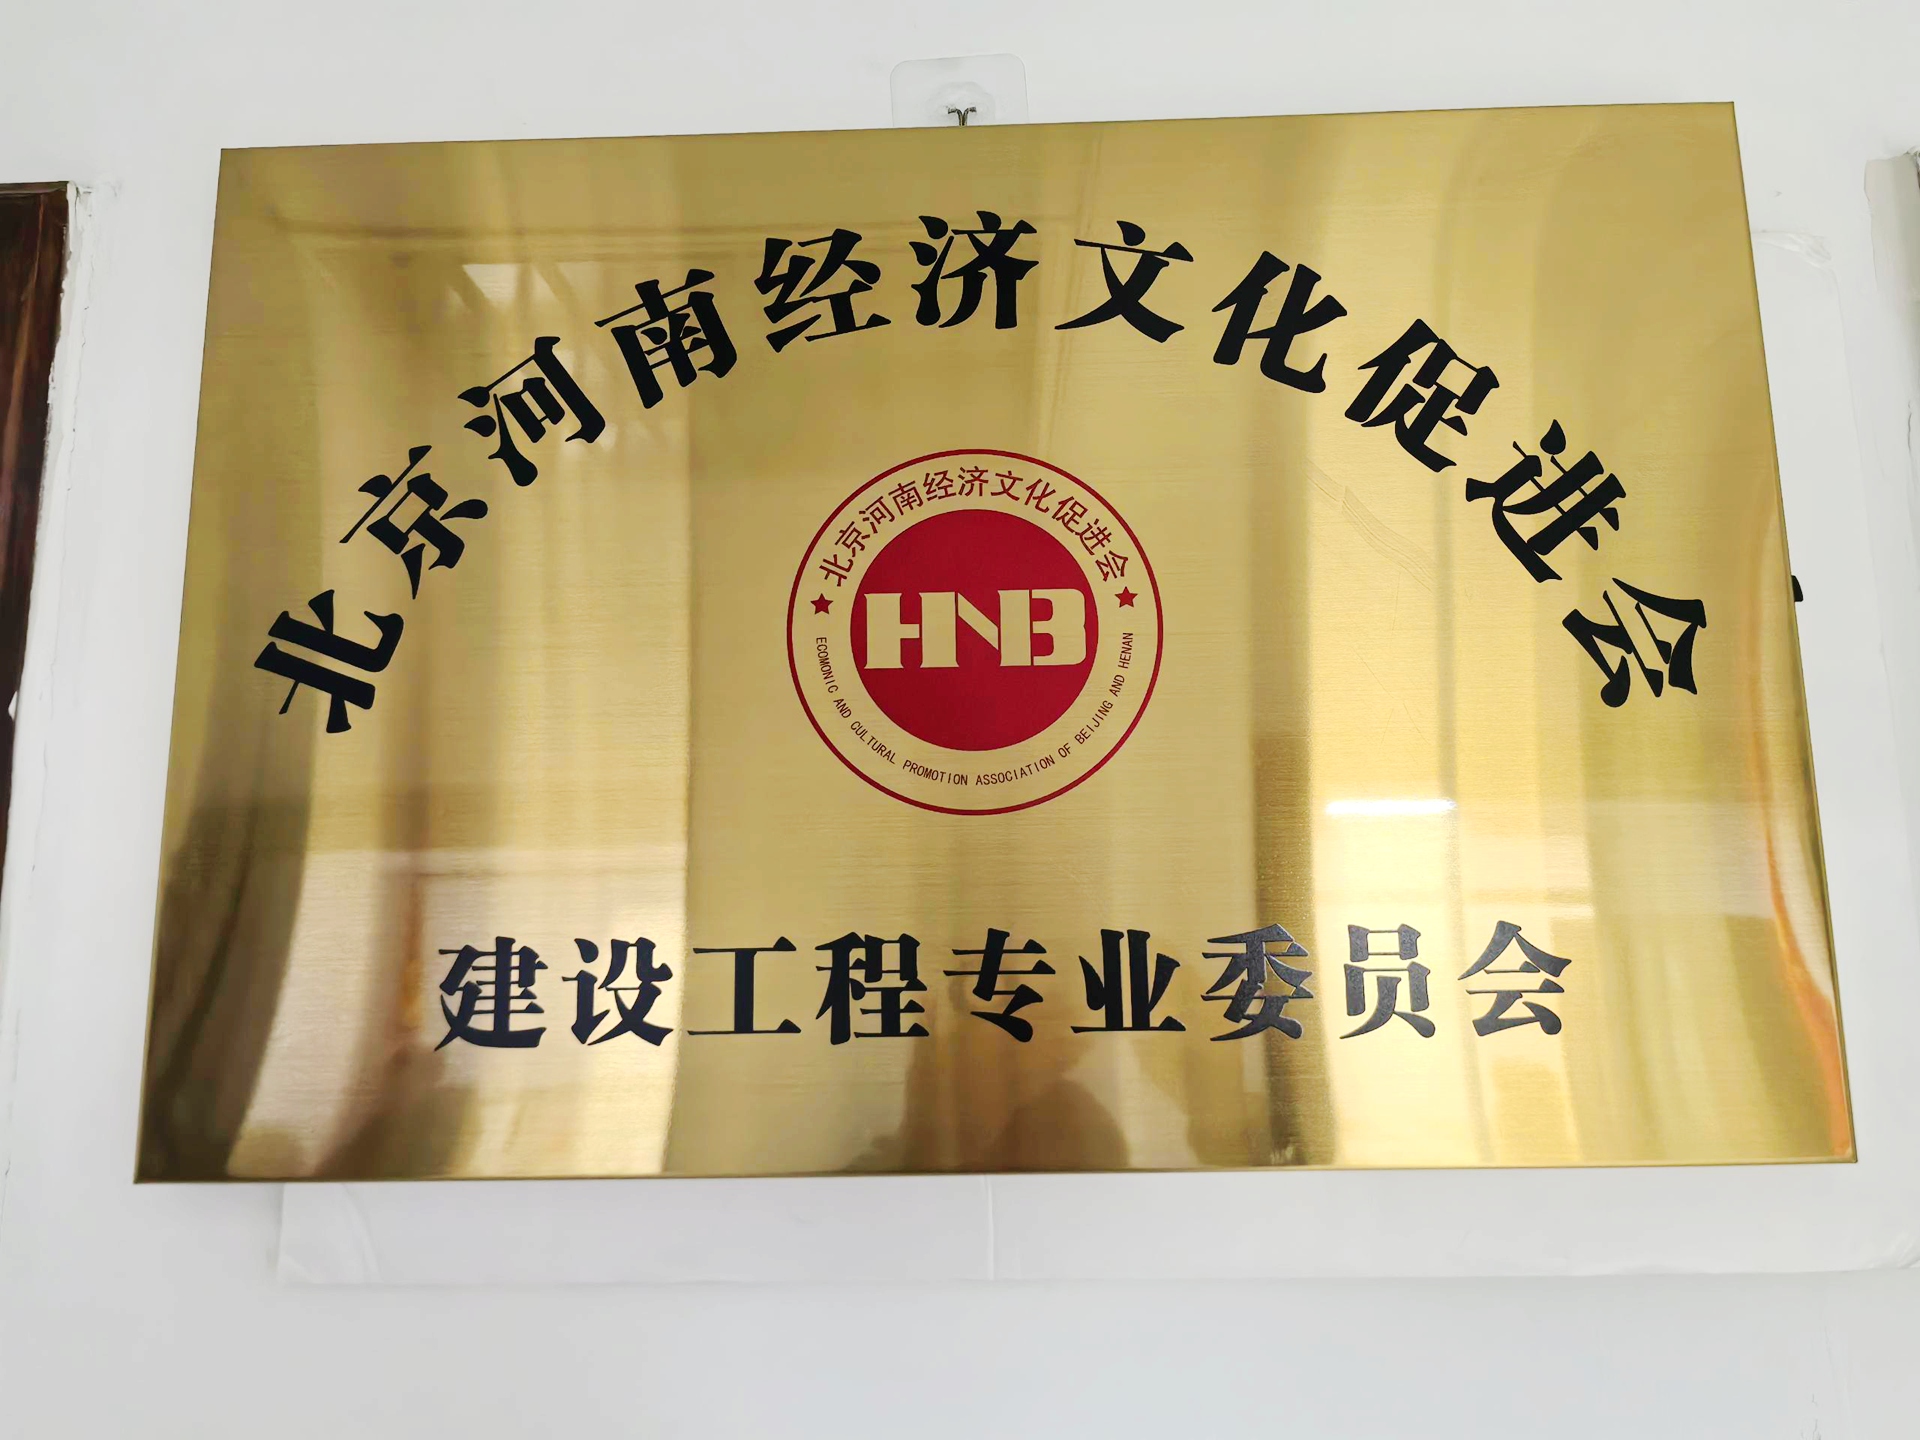 北京河南经济文化促进会
北京河南经济文化促进会
HNB
ECOMONIC AND CULTURAL PROMOTION ASSOCIATION OF BEIJING AND HENAN
建设工程专业委员会